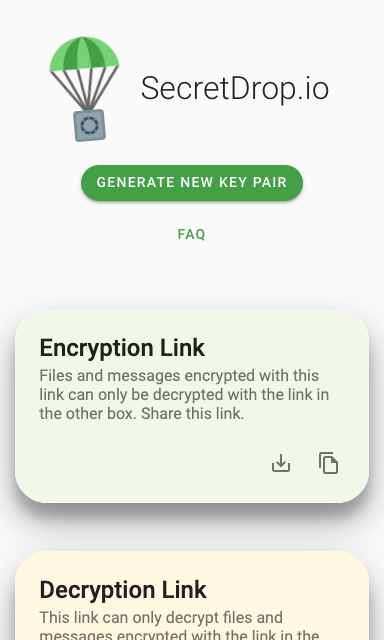 SecretDrop.io
GENERATE NEW KEY PAIR
FAQ
Encryption Link
Files and messages encrypted with this
link can only be decrypted with the link in
the other box. Share this link.
Decryption Link
This link can only decrypt files and
messages encrypted with the link in the